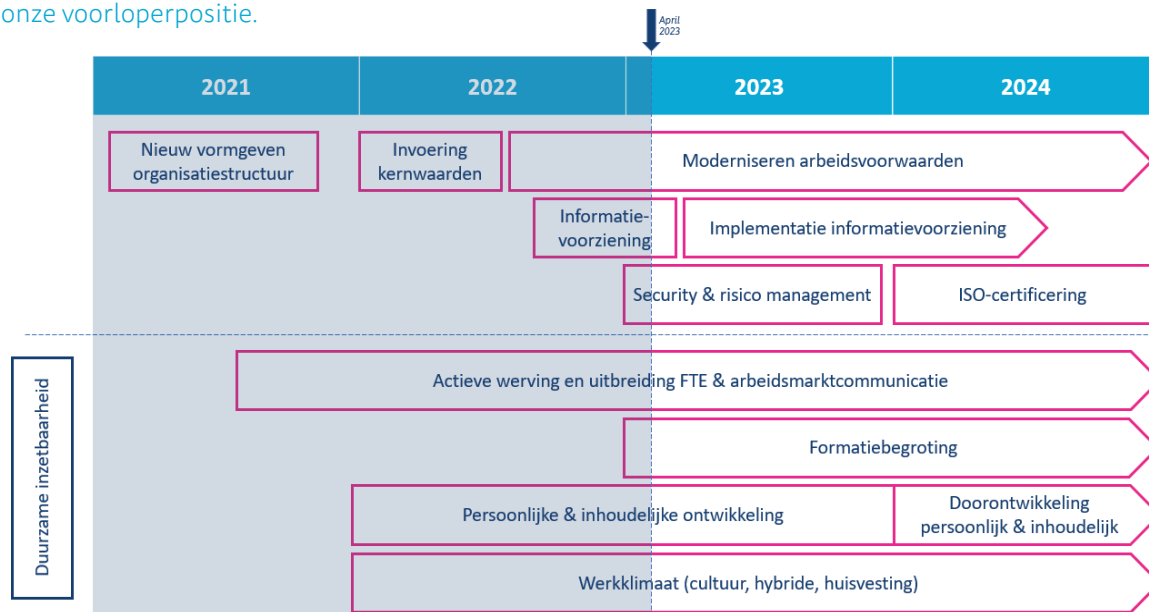 onze voorloperpositie.
April
2023
2021
2022
2023
2024
Nieuw vormgeven
organisatiestructuur
Invoering
kernwaarden
Moderniseren arbeidsvoorwaarden
Informatie-
voorziening
Implementatie informatievoorziening
Security & risico management
ISO-certificering
Duurzame inzetbaarheid
Actieve werving en uitbreiding FTE & arbeidsmarktcommunicatie
Formatiebegroting
Persoonlijke & inhoudelijke ontwikkeling
Doorontwikkeling
persoonlijk & inhoudelijk
Werkklimaat (cultuur, hybride, huisvesting)